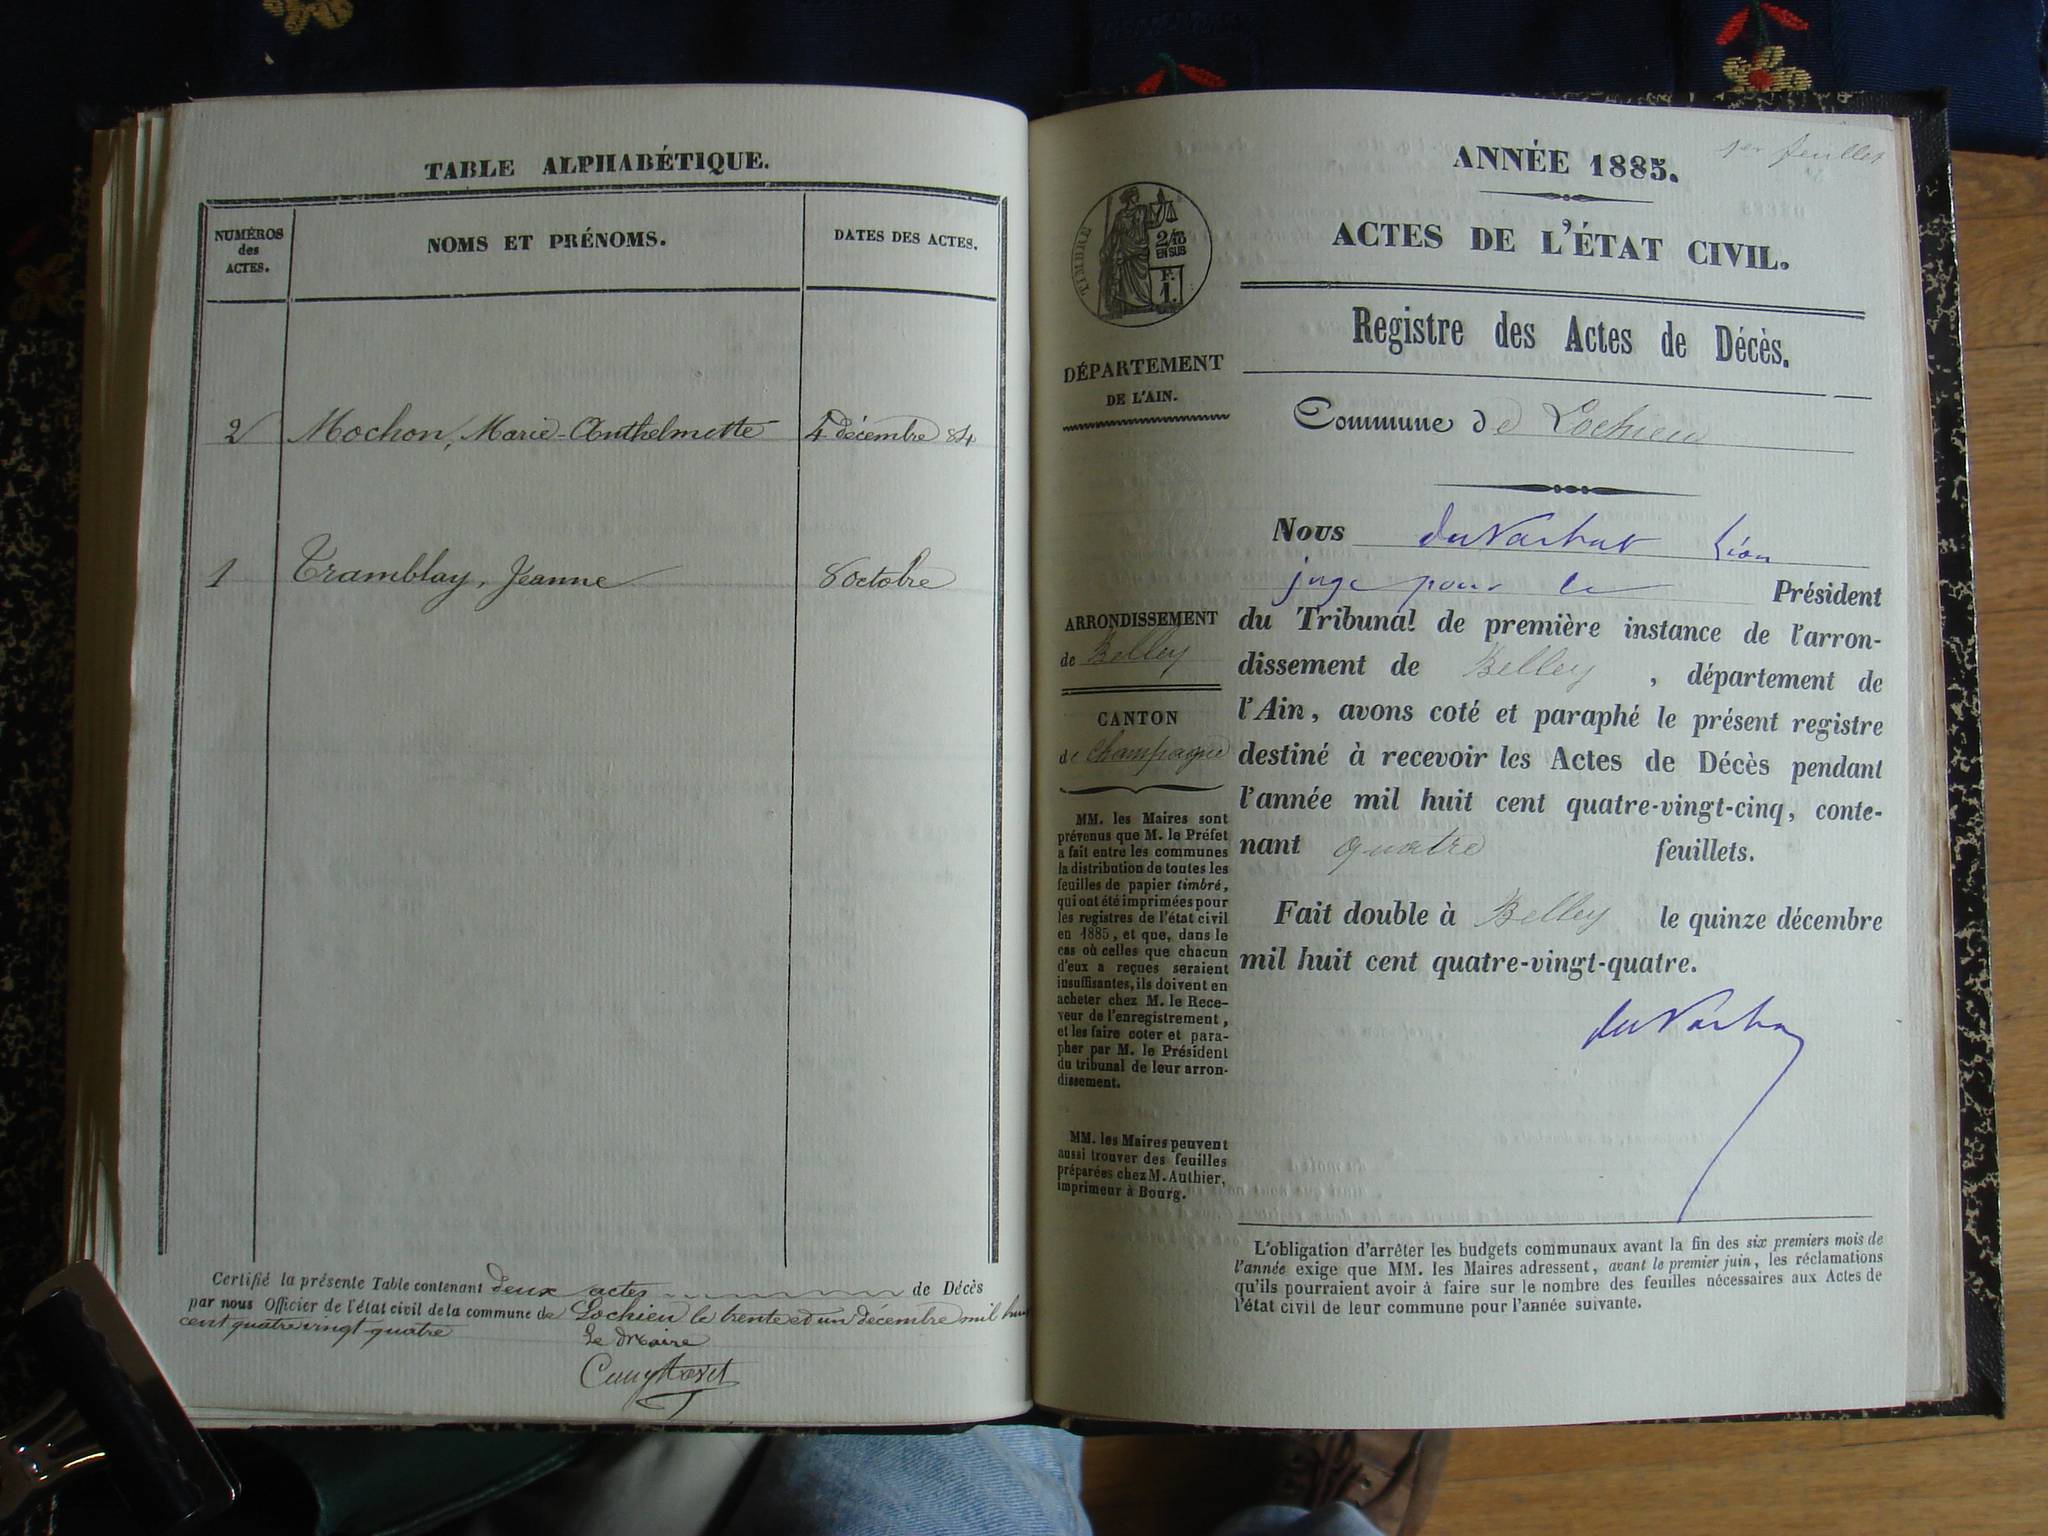 TABLE ALPHABÉTIQUE.
NUMÉROS
des
ACTES.
NOMS ET PRÉNOMS.
DATES DES ACTES.
2 Mochon, Marie-Anthelmette 4 décembre 84
1 Tramblay, Jeanne 8 octobre
Certifié la présente Table contenant deux actes de Décès
par nous Officier de l'état civil de la commune de Lochieu le trente et un décembre mil huit
cent quatre vingt quatre
Le Maire
1er feuillet
ANNÉE 1885.
ACTES DE L'ÉTAT CIVIL.
TIMBRE
2/10
EN SUS
F.
1.
Registre des Actes de Décès.
DÉPARTEMENT
DE L'AIN.
Commune de Lochieu
Nous Léon
juge pour le Président
du Tribunal de première instance de l'arron-
dissement de Belley, département de
l'Ain, avons coté et paraphé le présent registre
destiné à recevoir les Actes de Décès pendant
l'année mil huit cent quatre-vingt-cinq, conte-
nant quatre feuillets.
Fait double à Belley le quinze décembre
mil huit cent quatre-vingt-quatre.
ARRONDISSEMENT
de Belley
CANTON
de Champagne
MM. les Maires sont
prévenus que M. le Préfet
a fait entre les communes
la distribution de toutes les
feuilles de papier timbré,
qui ont été imprimées pour
les registres de l'état civil
en 1885, et que, dans le
cas où celles que chacun
d'eux a reçues seraient
insuffisantes, ils doivent en
acheter chez M. le Rece-
veur de l'enregistrement,
et les faire coter et para-
pher par M. le Président
du tribunal de leur arron-
dissement.
MM. les Maires peuvent
aussi trouver des feuilles
préparées chez M. Authier,
imprimeur à Bourg.
L'obligation d'arrêter les budgets communaux avant la fin des six premiers mois de
l'année exige que MM. les Maires adressent, avant le premier juin, les réclamations
qu'ils pourraient avoir à faire sur le nombre des feuilles nécessaires aux Actes de
l'état civil de leur commune pour l'année suivante.